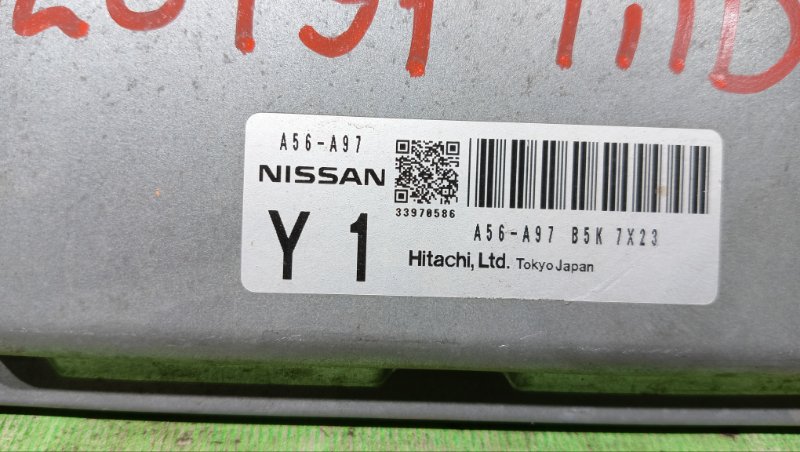 A56-A97
NISSAN
33970586
Y 1
A56-A97 B5K 7X23
Hitachi, Ltd. Tokyo Japan